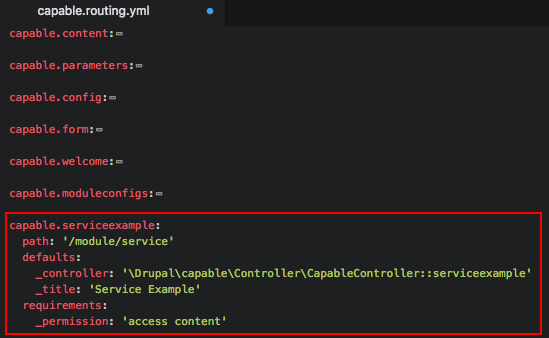 capable.routing.yml
capable.content:
capable.parameters:
capable.config:
capable.form:
capable.welcome:
capable.moduleconfigs:
capable.serviceexample:
path: '/module/service'
defaults:
_controller: '\Drupal\capable\Controller\CapableController::serviceexample'
_title: 'Service Example'
requirements:
_permission: 'access content'